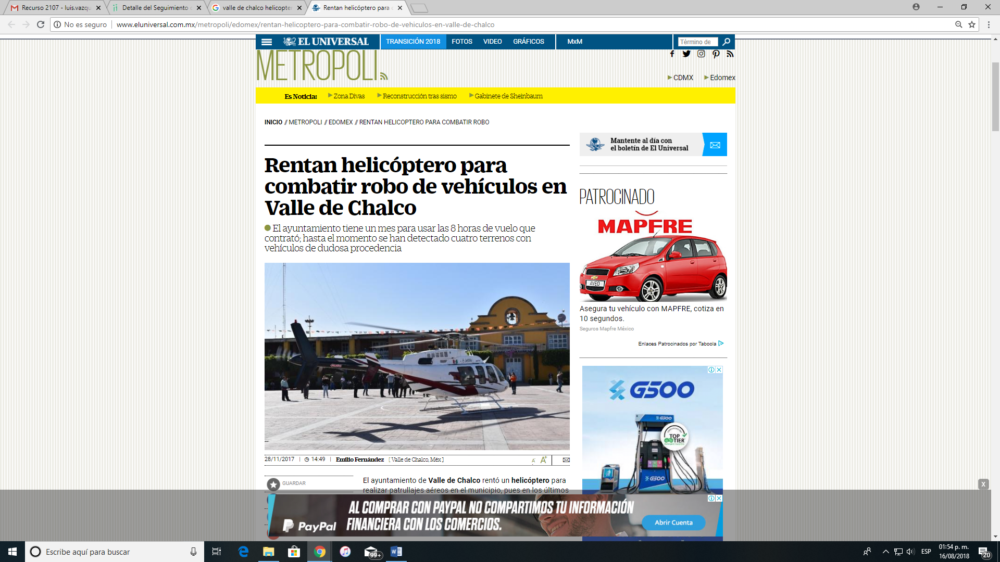 Recurso 2107 - luis.vazqu
Detalle del Seguimiento
valle de chalco helicopter
Rentan helicóptero para c
No es seguro
www.eluniversal.com.mx/metropoli/edomex/rentan-helicoptero-para-combatir-robo-de-vehiculos-en-valle-de-chalco
EL UNIVERSAL
TRANSICIÓN 2018
FOTOS
VIDEO
GRÁFICOS
MxM
Término de
METROPOLI
CDMX
Edomex
Es Noticia:
Zona Divas
Reconstrucción tras sismo
Gabinete de Sheinbaum
INICIO // METROPOLI // EDOMEX // RENTAN HELICOPTERO PARA COMBATIR ROBO
Mantente al día con
el boletín de El Universal
Rentan helicóptero para
combatir robo de vehículos en
Valle de Chalco
El ayuntamiento tiene un mes para usar las 8 horas de vuelo que
contrató; hasta el momento se han detectado cuatro terrenos con
vehículos de dudosa procedencia
PATROCINADO
MAPFRE
AVEO
Asegura tu vehículo con MAPFRE, cotiza en
10 segundos.
Seguros Mapfre México
Enlaces Patrocinados por Taboola
G500
G500
TOP
TIER
G500
28/11/2017 | 14:49 | Emilio Fernández [ Valle de Chalco, Méx ]
A- A+
GUARDAR
El ayuntamiento de Valle de Chalco rentó un helicóptero para
realizar patrullajes aéreos en el municipio, pues en los últimos
X
PayPal
AL COMPRAR CON PAYPAL NO COMPARTIMOS TU INFORMACIÓN
FINANCIERA CON LOS COMERCIOS.
Abrir Cuenta
Escribe aquí para buscar
99+
ESP
01:54 p. m.
16/08/2018
20